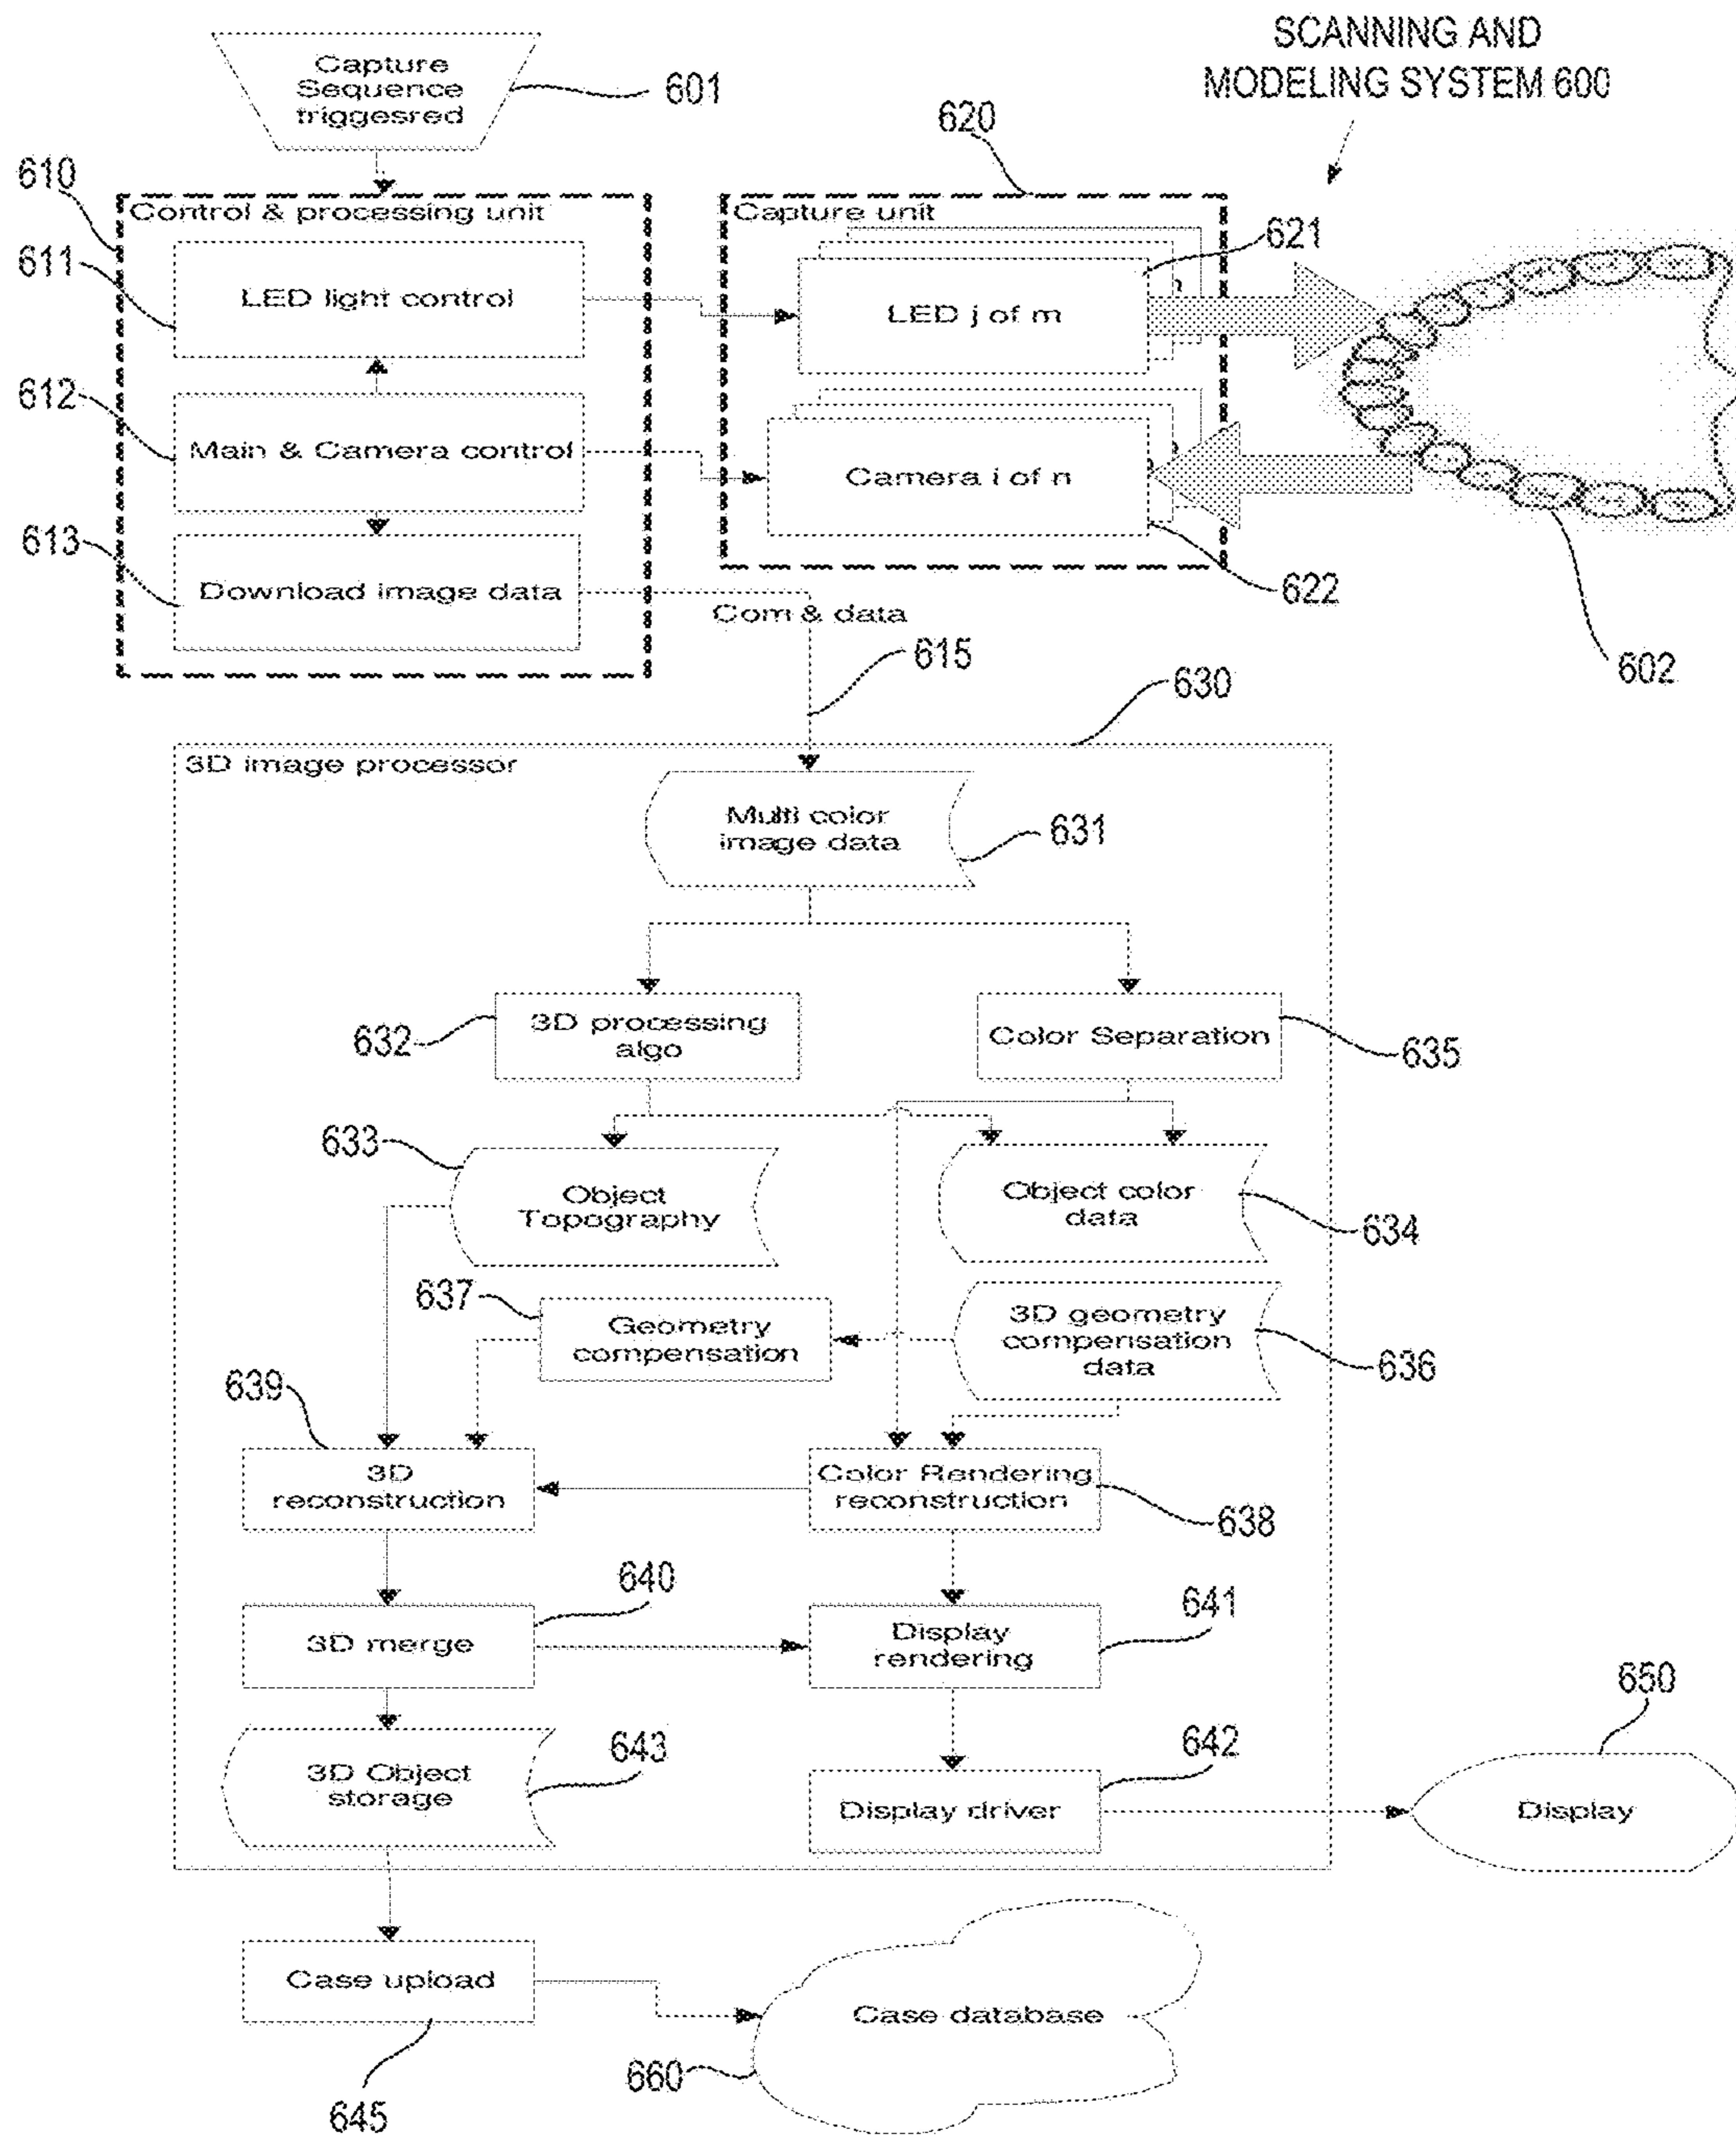 SCANNING AND
MODELING SYSTEM 600
Capture
Sequence
triggesred
601
620
610
Control & processing unit
Capture unit
621
611
LED light control
LED j of m
612
Main & Camera control
Camera i of n
613
Download image data
622
Com & data
602
615
630
3D image processor
Multi color
image data
631
632
3D processing
algo
Color Separation
635
633
Object
Topography
Object color
data
634
637
Geometry
compensation
3D geometry
compensation
data
636
639
3D
reconstruction
Color Rendering
reconstruction
638
640
641
3D merge
Display
rendering
650
643
642
3D Object
storage
Display driver
Display
Case upload
Case database
660
645